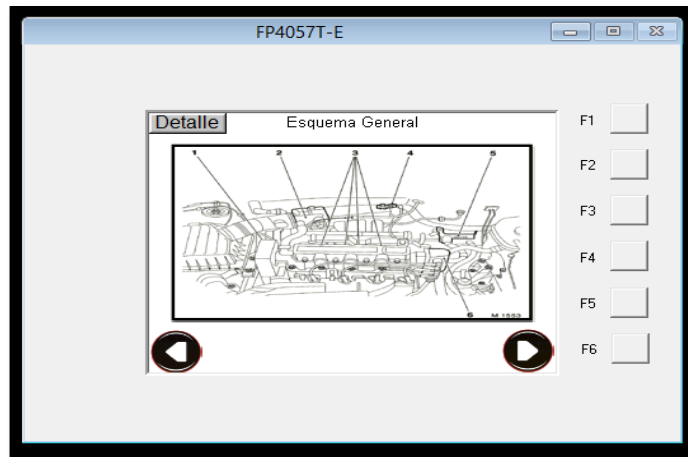 FP4057T-E
Detalle
Esquema General
1 2 3 4 5
6 M 1553
F1
F2
F3
F4
F5
F6